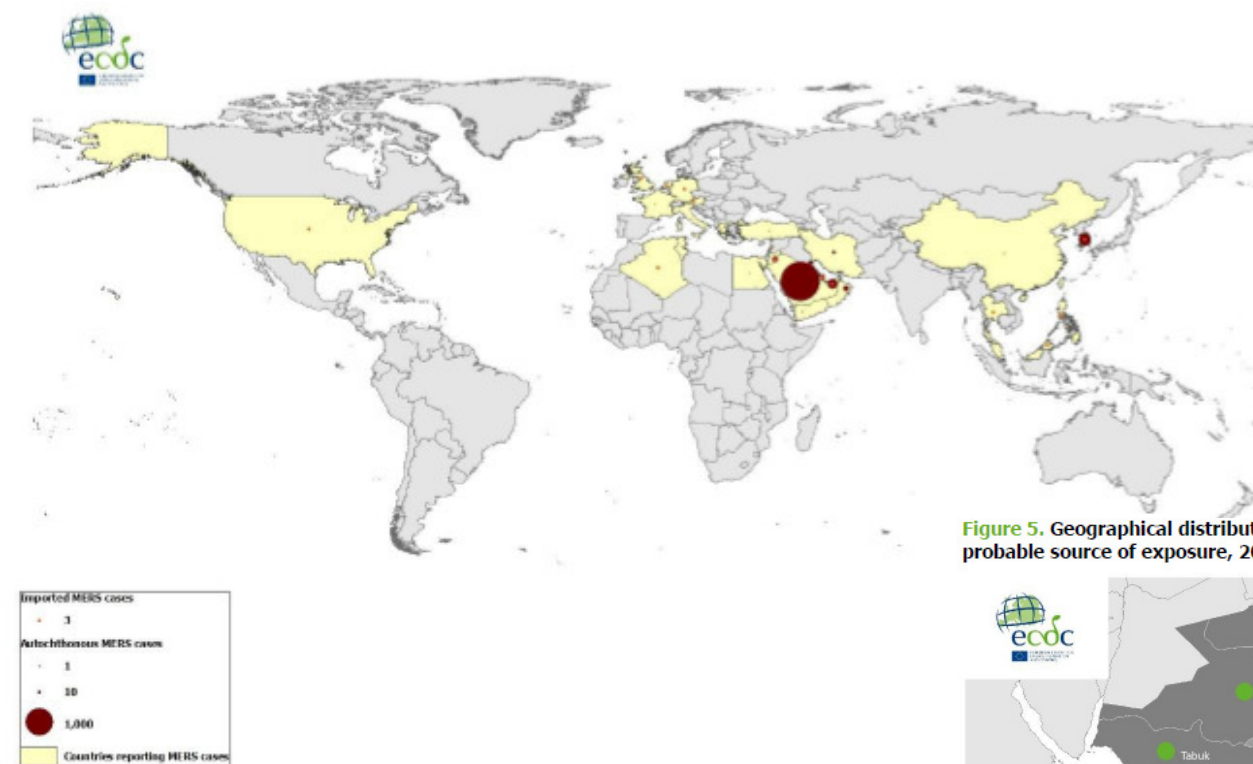 ecdc
Figure 5. Geographical distribut
probable source of exposure, 20
Imported MERS cases
3
Autochthonous MERS cases
1
10
1,000
Countries reporting MERS cases
ecdc
Tabuk